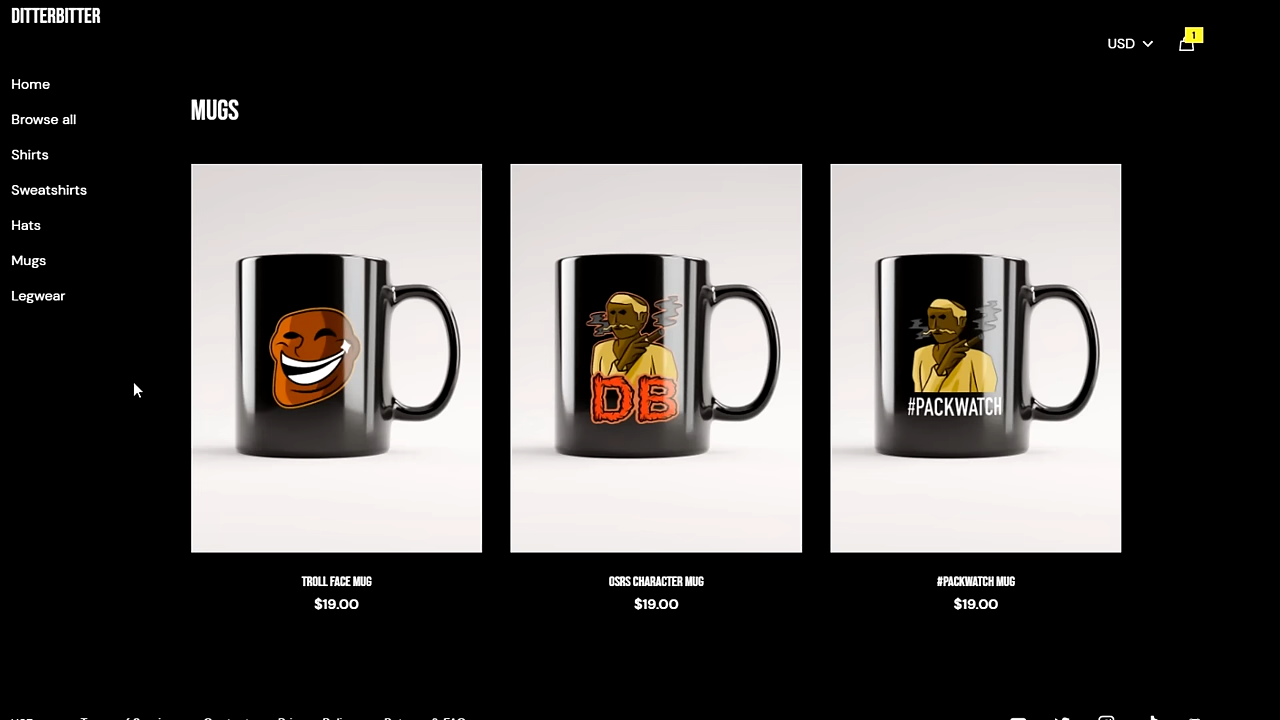 DITTERBITTER
USD
1
Home
Browse all
Shirts
Sweatshirts
Hats
Mugs
Legwear
MUGS
DB
#PACKWATCH
TROLL FACE MUG
OSRS CHARACTER MUG
#PACKWATCH MUG
$19.00
$19.00
$19.00